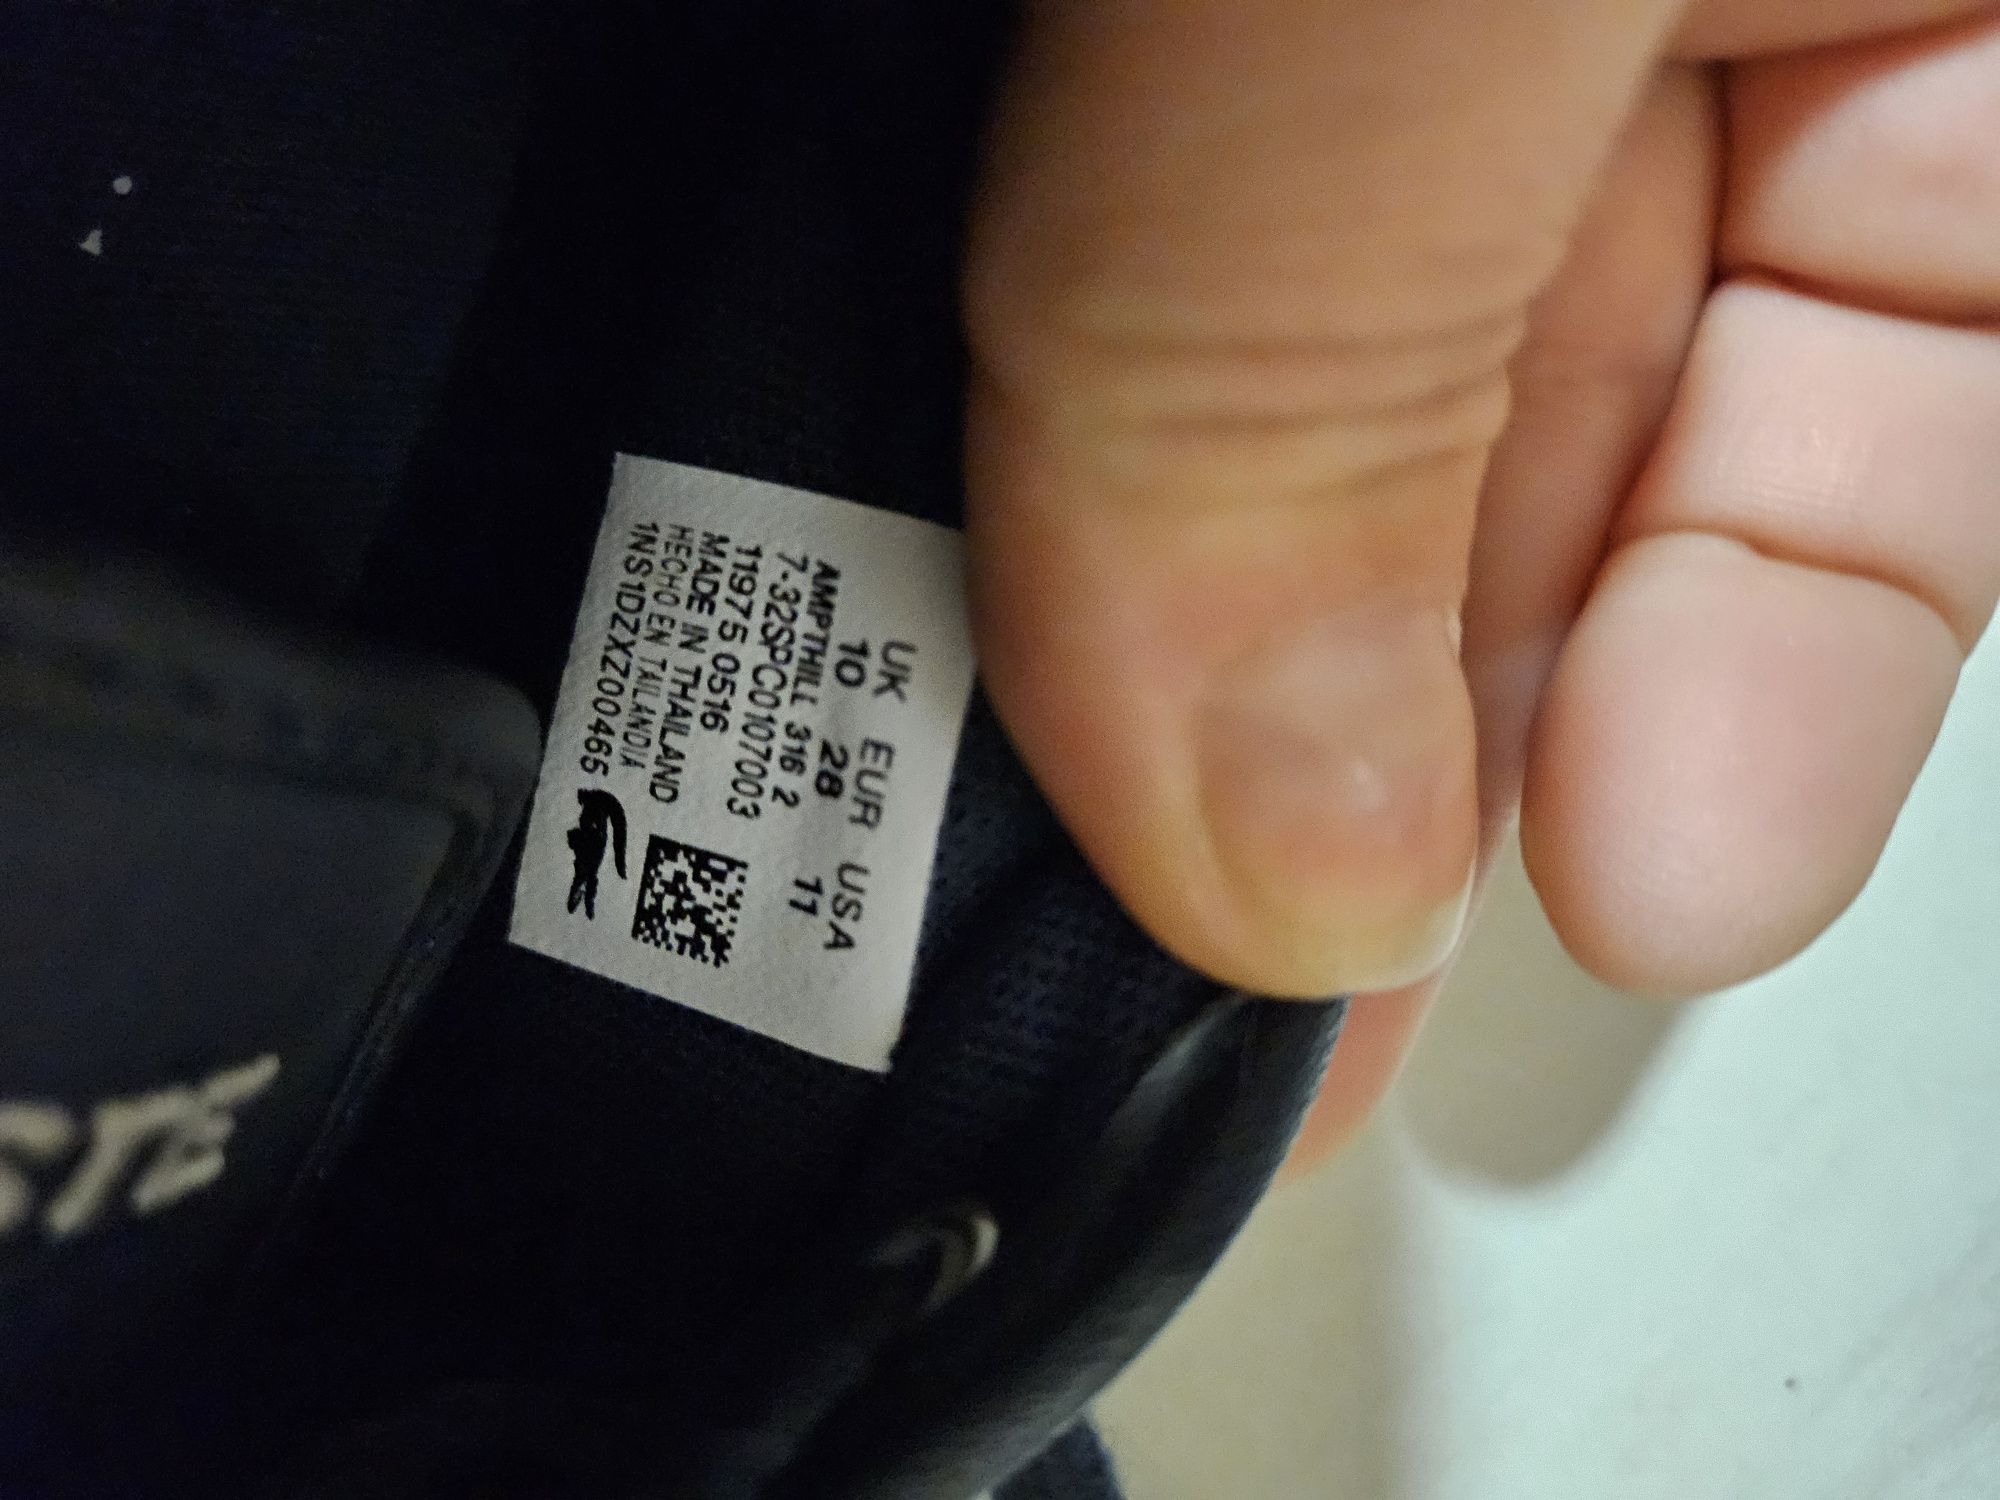 UK EUR USA
10 28 11
AMPTHILL 316 2
7-32SPC0107003
11975 0516
MADE IN THAILAND
HECHO EN TAILANDIA
1NS1DZXZ00465